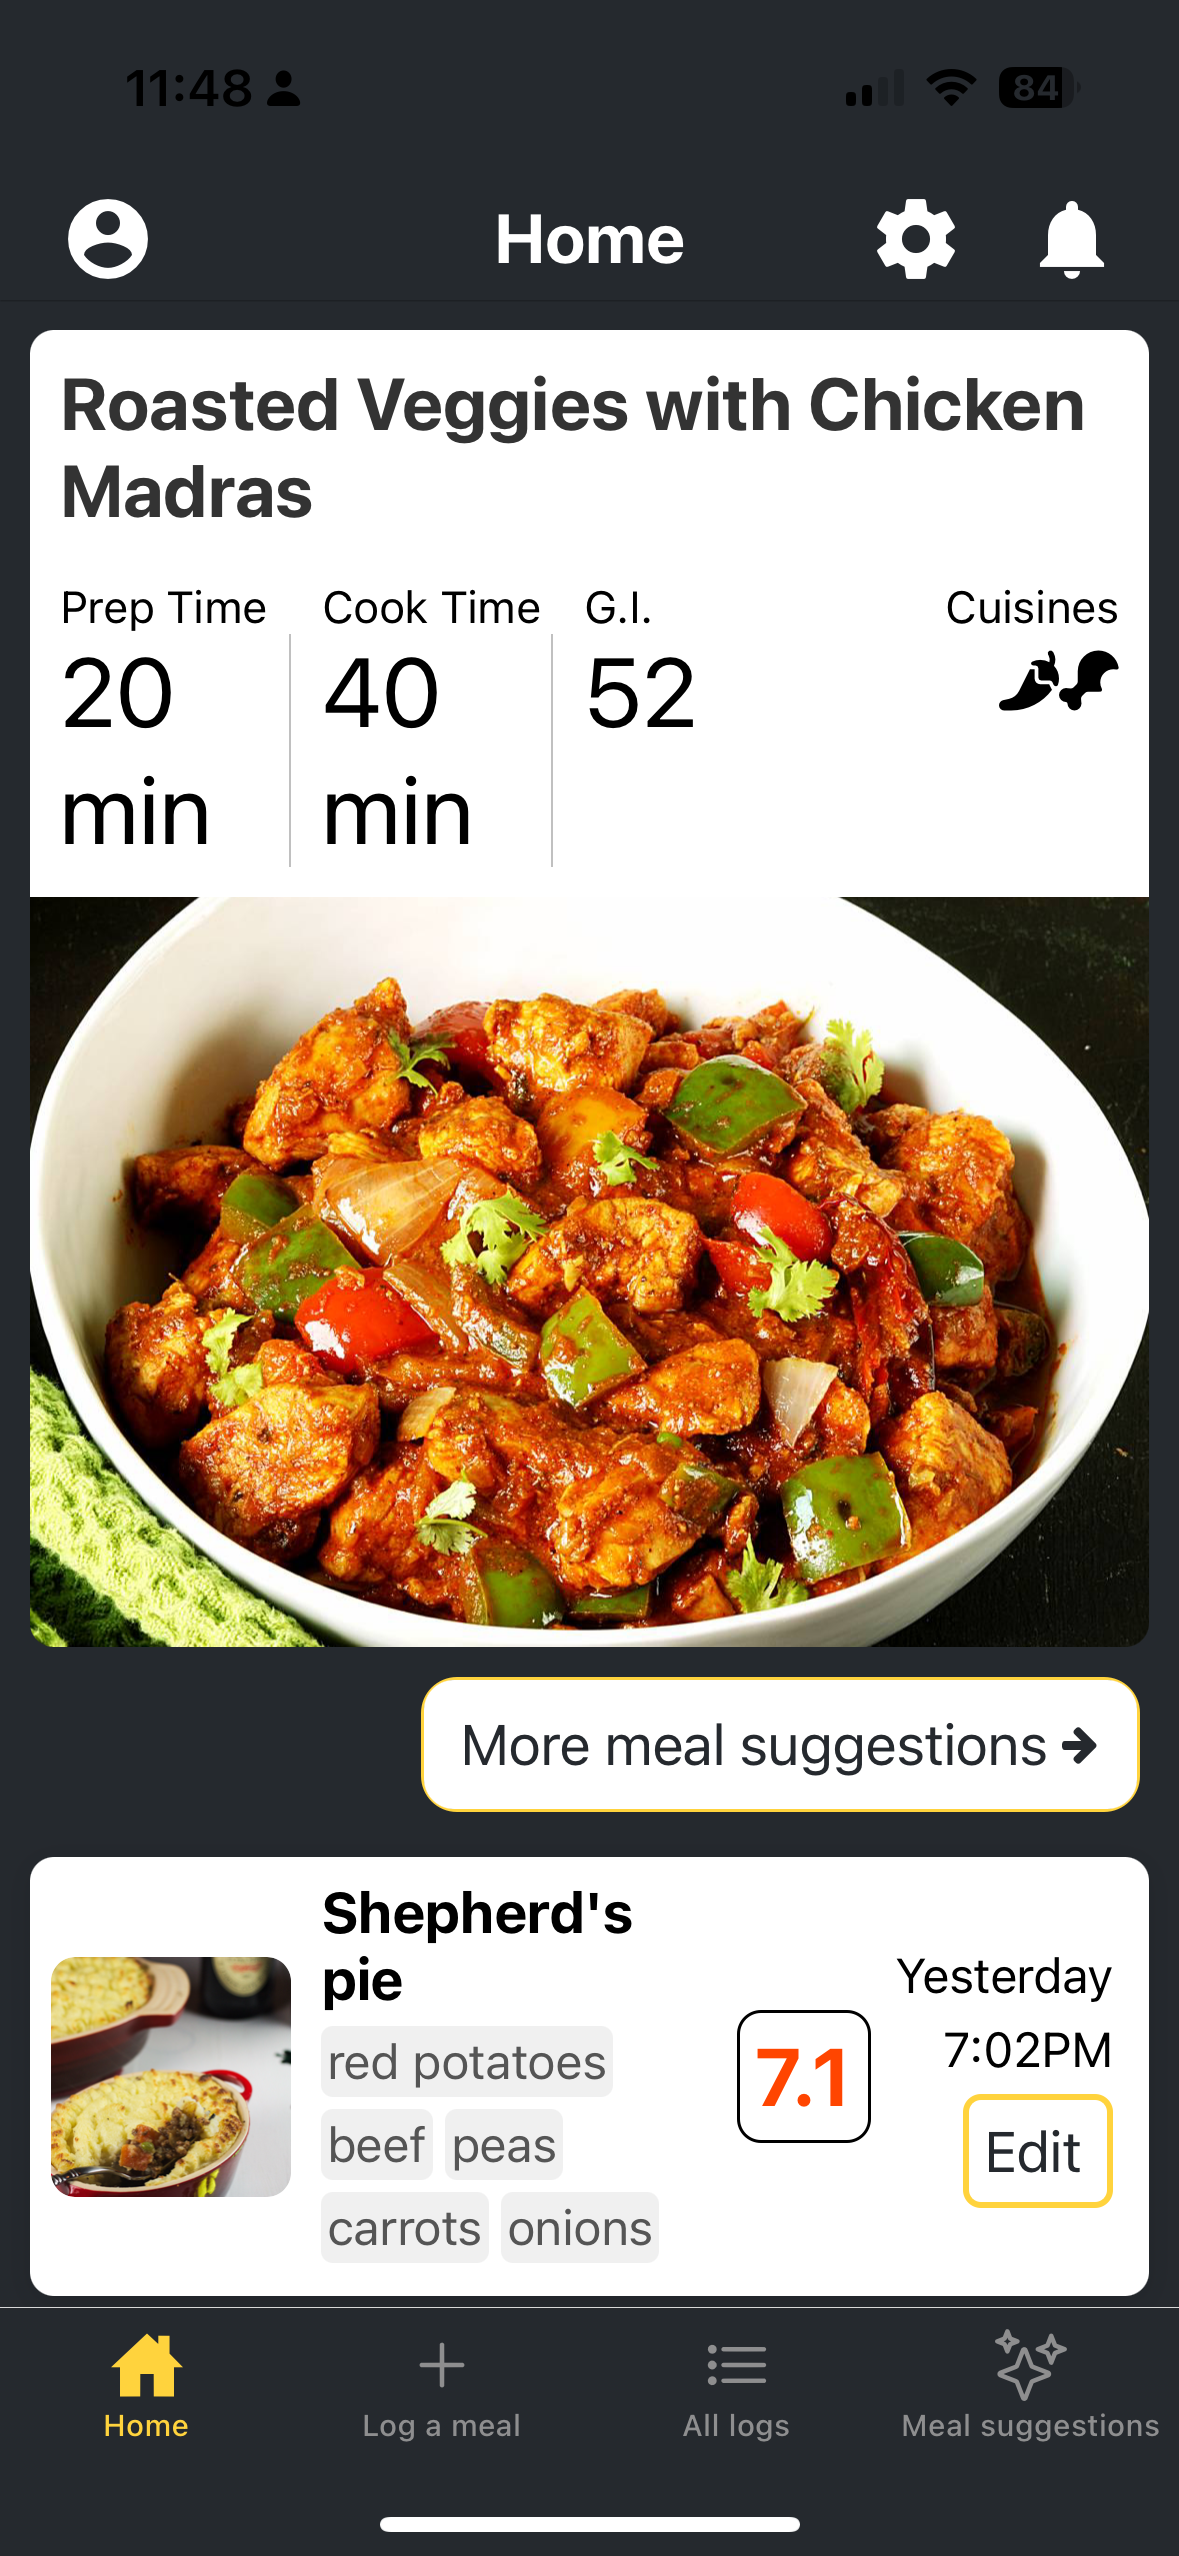 11:48
84
Home
Roasted Veggies with Chicken
Madras
Prep Time
20
min
Cook Time
40
min
G.I.
52
Cuisines
More meal suggestions
Shepherd's
pie
red potatoes
beef peas
carrots onions
7.1
Yesterday
7:02PM
Edit
Home
Log a meal
All logs
Meal suggestions